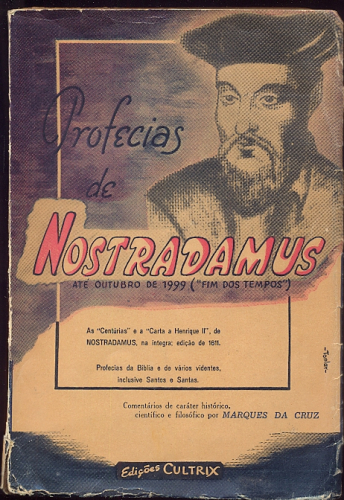 Profecias
de
NOSTRADAMUS
ATÉ OUTUBRO DE 1999 ("FIM DOS TEMPOS")
As "Centúrias" e a "Carta a Henrique II", de
NOSTRADAMUS, na íntegra: edição de 1611.
Profecias da Bíblia e de vários videntes,
inclusive Santos e Santas.
Comentários de caráter histórico,
científico e filosófico por MARQUES DA CRUZ
Edições CULTRIX